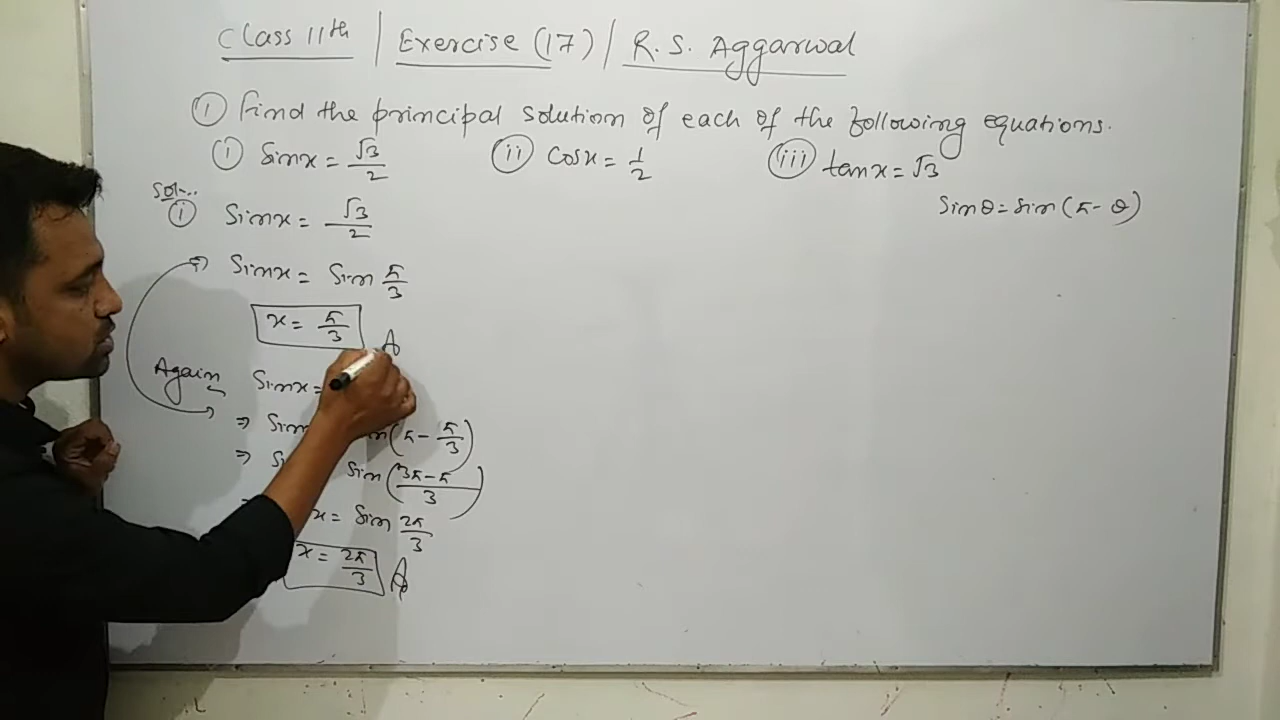 Class 11th | Exercise (17) | R. S. Aggarwal
① Find the principal solution of each of the following equations.
ⓘ Sinx = √3/2 ⓘⓘ Cosx = 1/2 ⓘⓘⓘ tanx = √3
Sol..
ⓘ Sinx = √3/2 Sinθ = Sin(π - θ)
⇒ Sinx = Sin π/3
x = π/3 A
Again Sinx =
⇒ (π - π/3)
⇒ Sin(3π - π/3)
x = Sin 2π/3
x = 2π/3 A